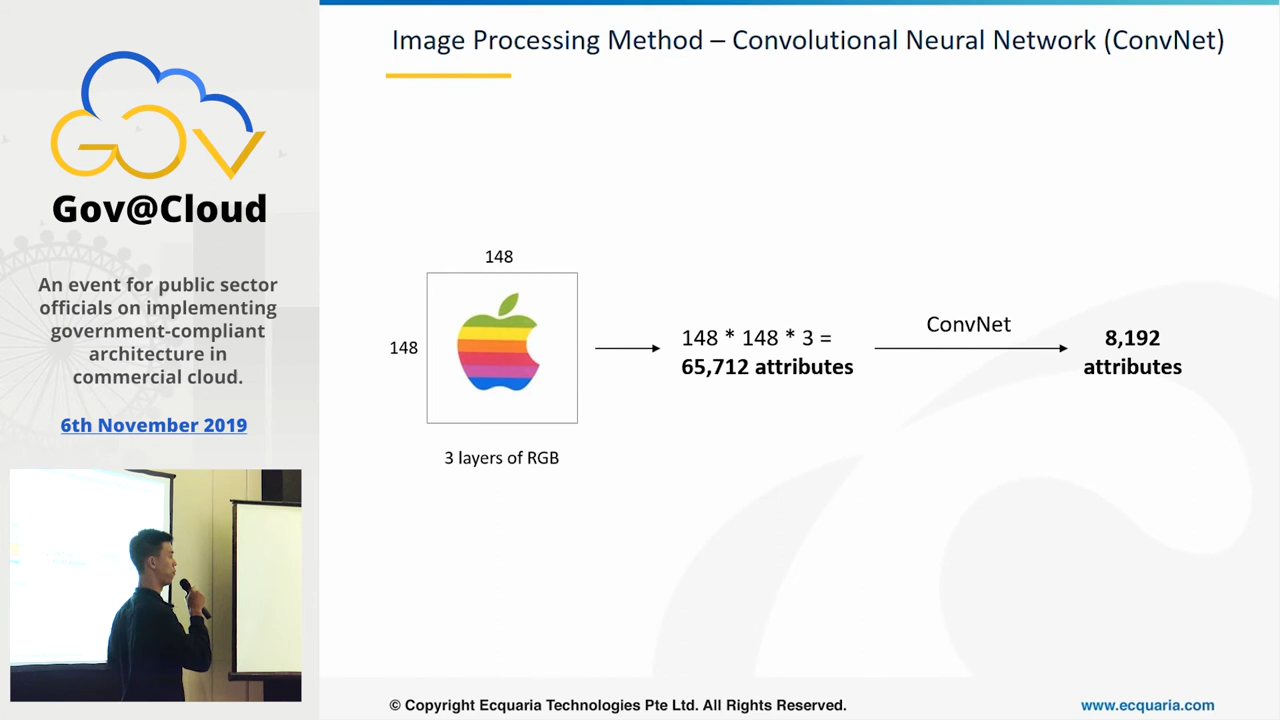 GOV
Gov@Cloud
An event for public sector
officials on implementing
government-compliant
architecture in
commercial cloud.
6th November 2019
Image Processing Method – Convolutional Neural Network (ConvNet)
148
148
3 layers of RGB
148 * 148 * 3 =
65,712 attributes
ConvNet
8,192
attributes
© Copyright Ecquaria Technologies Pte Ltd. All Rights Reserved.
www.ecquaria.com